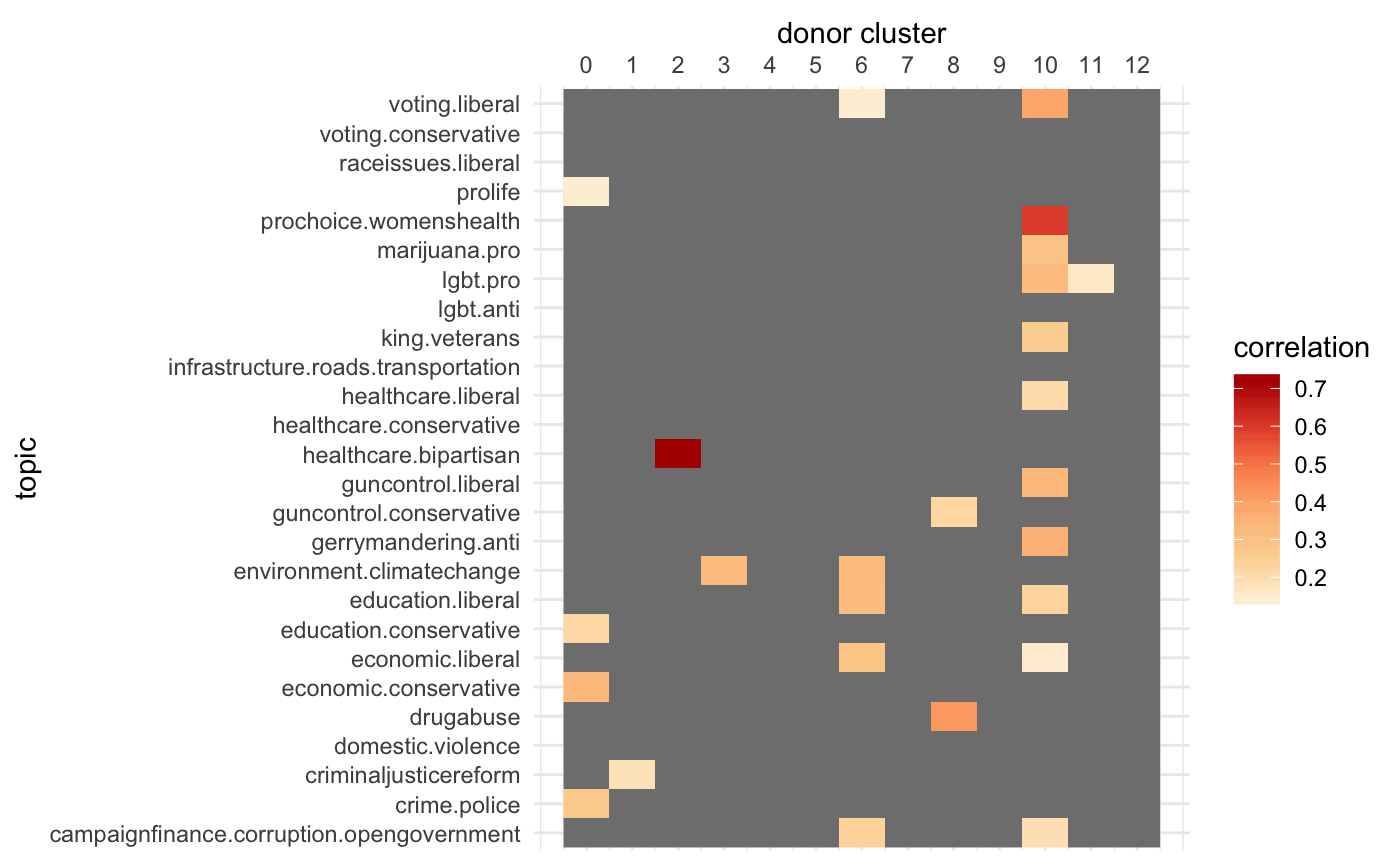 donor cluster
0 1 2 3 4 5 6 7 8 9 10 11 12
voting.liberal
voting.conservative
raceissues.liberal
prolife
prochoice.womenshealth
marijuana.pro
lgbt.pro
lgbt.anti
king.veterans
infrastructure.roads.transportation
healthcare.liberal
healthcare.conservative
healthcare.bipartisan
guncontrol.liberal
guncontrol.conservative
gerrymandering.anti
environment.climatechange
education.liberal
education.conservative
economic.liberal
economic.conservative
drugabuse
domestic.violence
criminaljusticereform
crime.police
campaignfinance.corruption.opengovernment
topic
correlation
0.7
0.6
0.5
0.4
0.3
0.2